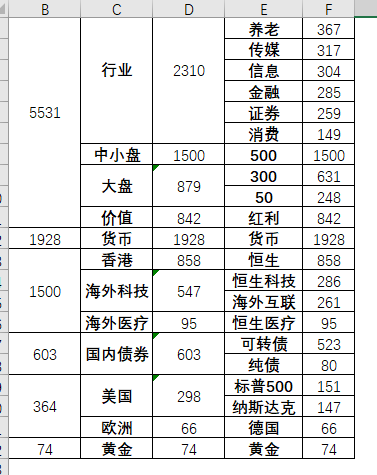 B C D E F
养老 367
传媒 317
行业 2310 信息 304
金融 285
5531 证券 259
消费 149
中小盘 1500 500 1500
大盘 879 300 631
50 248
价值 842 红利 842
1928 货币 1928 货币 1928
香港 858 恒生 858
1500 海外科技 547 恒生科技 286
海外互联 261
海外医疗 95 恒生医疗 95
603 国内债券 603 可转债 523
纯债 80
364 美国 298 标普500 151
纳斯达克 147
欧洲 66 德国 66
74 黄金 74 黄金 74